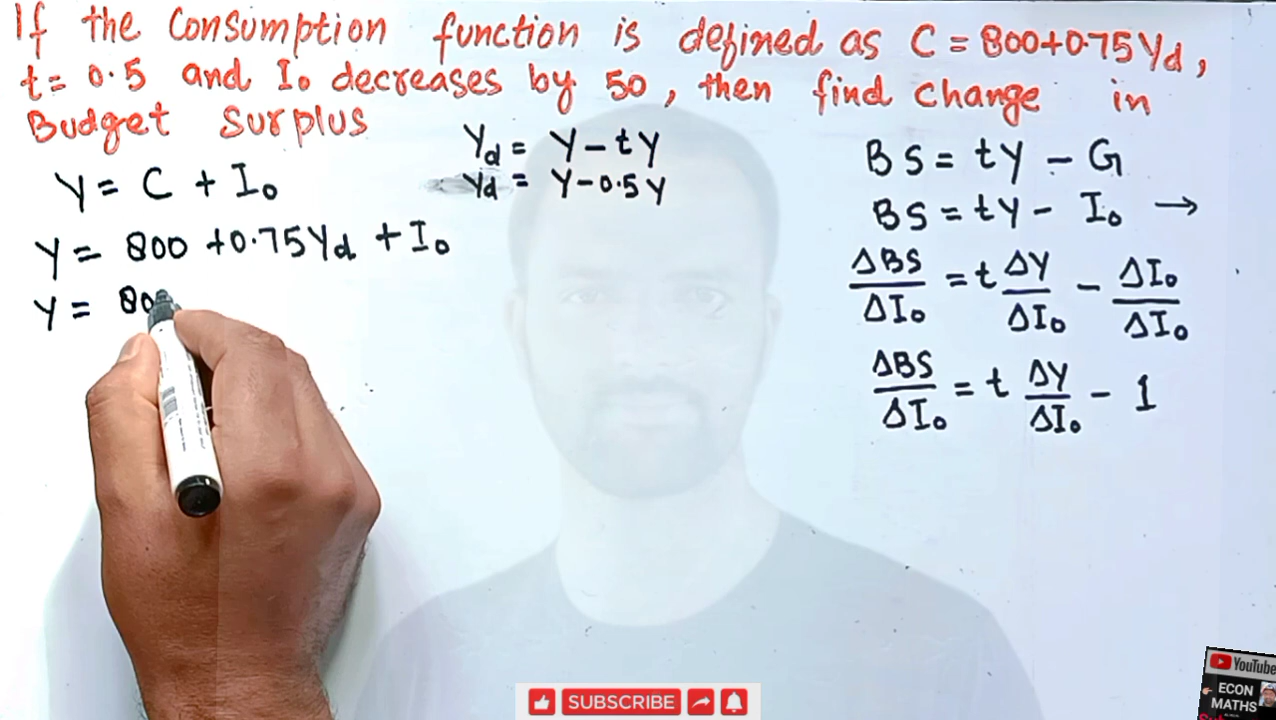 If the Consumption function is defined as C = 800+0.75Yd,
t = 0.5 and I₀ decreases by 50, then find change in
Budget Surplus
Y = C + I₀
Y = 800 + 0.75Yd + I₀
Y = 80
Yd = Y - tY
Yd = Y - 0.5Y
BS = tY - G
BS = tY - I₀ →
ΔBS/ΔI₀ = t ΔY/ΔI₀ - ΔI₀/ΔI₀
ΔBS/ΔI₀ = t ΔY/ΔI₀ - 1
SUBSCRIBE
YouTube
ECON
MATHS